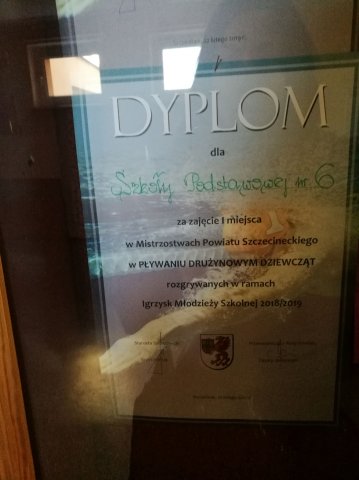 DYPLOM
dla
Szkoły Podstawowej nr 6
za zajęcie I miejsca
w Mistrzostwach Powiatu Szczecineckiego
w PŁYWANIU DRUŻYNOWYM DZIEWCZĄT
rozgrywanych w ramach
Igrzysk Młodzieży Szkolnej 2018/2019